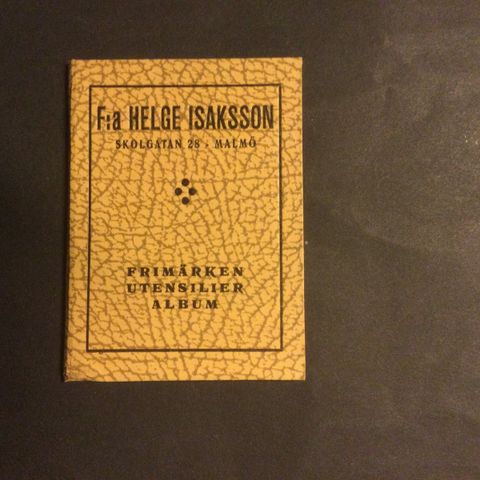 F:a HELGE ISAKSSON
SKOLGATAN 28 - MALMÖ
FRIMÄRKEN
UTENSILIER
ALBUM